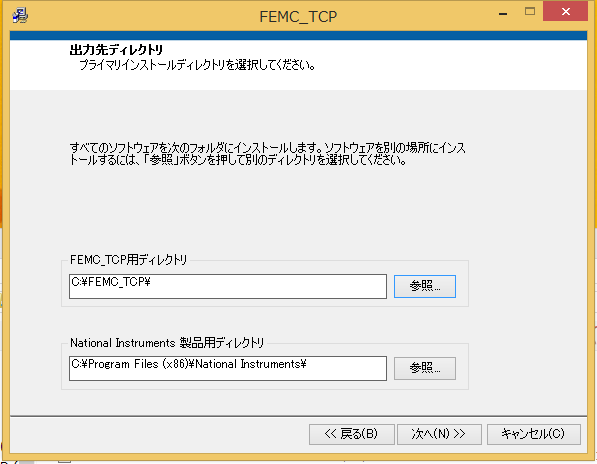 FEMC_TCP
出力先ディレクトリ
プライマリインストールディレクトリを選択してください。
すべてのソフトウェアを次のフォルダにインストールします。ソフトウェアを別の場所にインス
トールするには、「参照」ボタンを押して別のディレクトリを選択してください。
FEMC_TCP用ディレクトリ
C:¥FEMC_TCP¥
参照...
National Instruments 製品用ディレクトリ
C:¥Program Files (x86)¥National Instruments¥
参照...
<< 戻る(B)
次へ(N) >>
キャンセル(C)